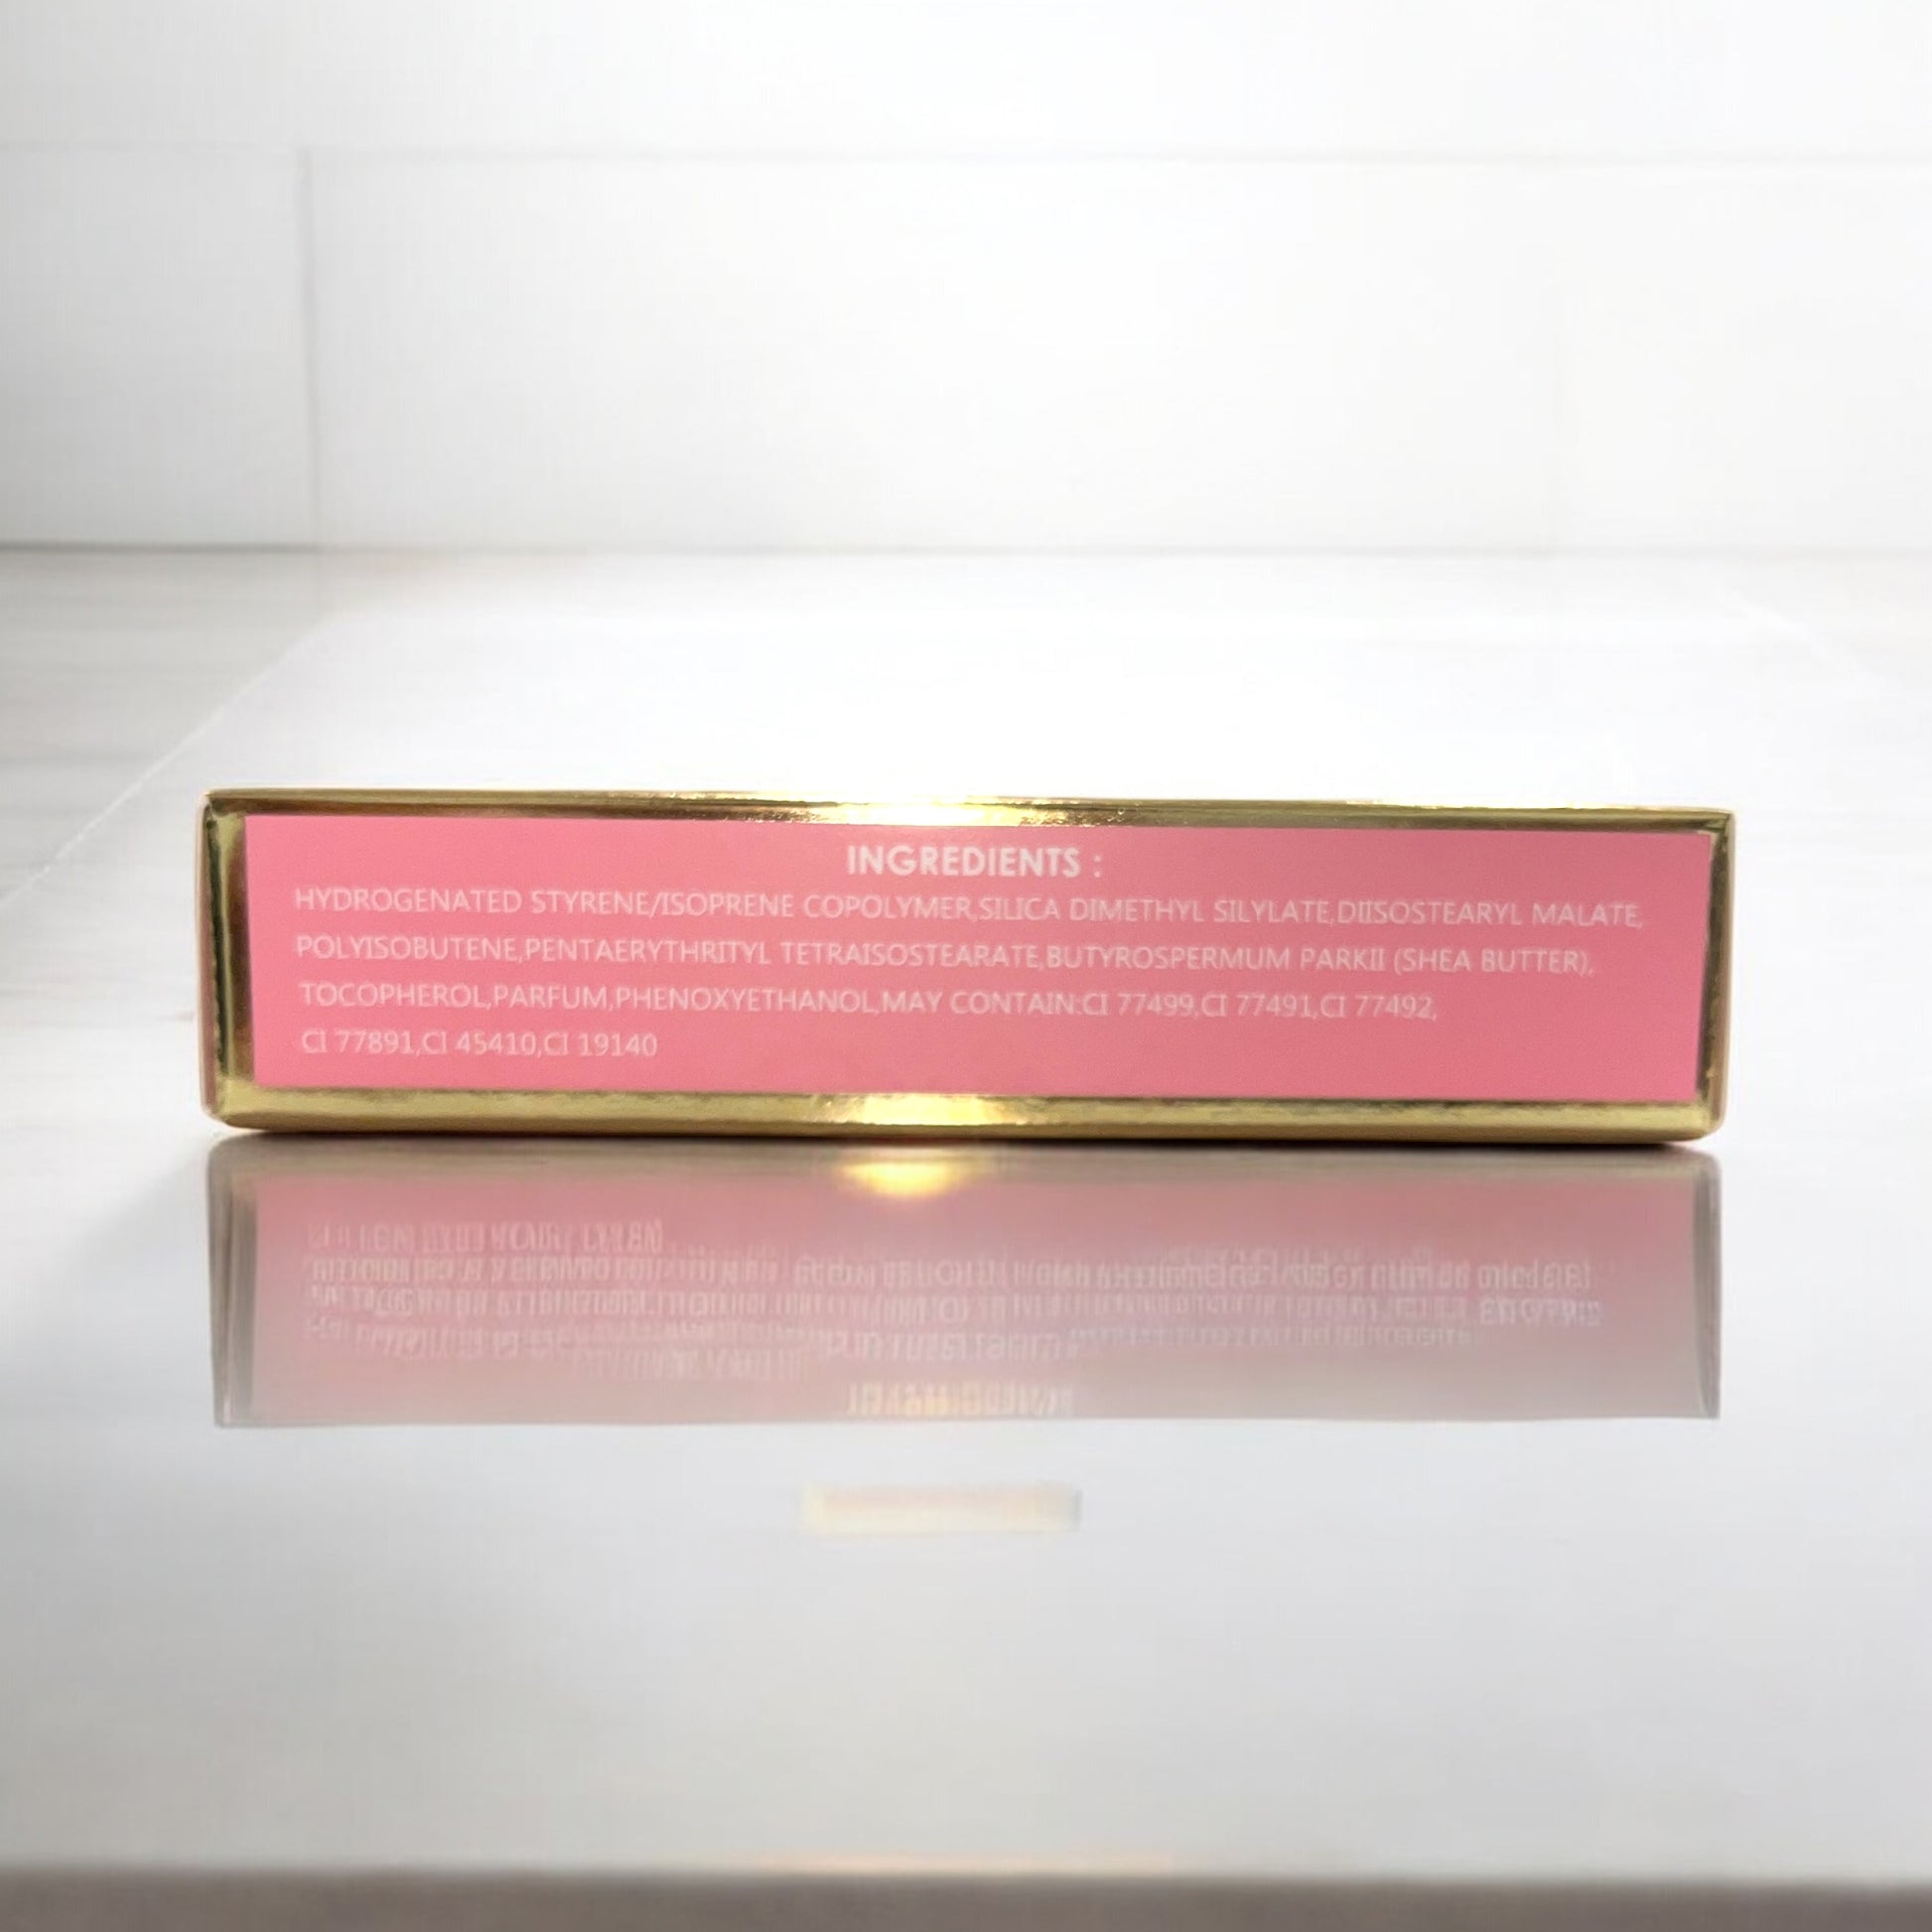 INGREDIENTS :
HYDROGENATED STYRENE/ISOPRENE COPOLYMER,SILICA DIMETHYL SILYLATE,DIISOSTEARYL MALATE,
POLYISOBUTENE,PENTAERYTHRITYL TETRAISOSTEARATE,BUTYROSPERMUM PARKII (SHEA BUTTER),
TOCOPHEROL,PARFUM,PHENOXYETHANOL,MAY CONTAIN:CI 77499,CI 77491,CI 77492,
CI 77891,CI 45410,CI 19140